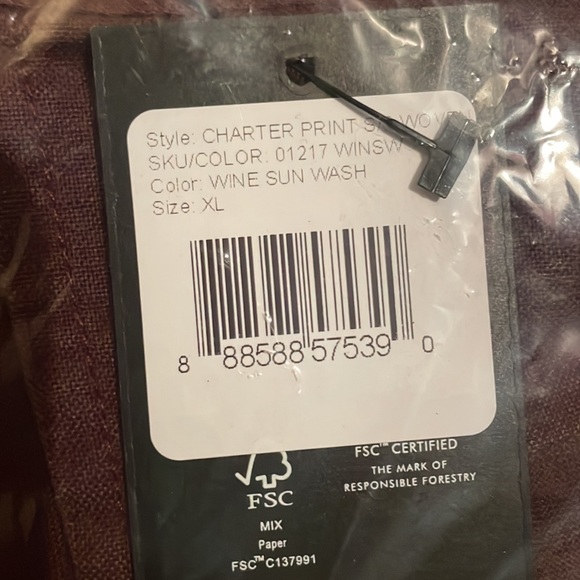 Style: CHARTER PRINT
SKU/COLOR: 01217 WINSW
Color: WINE SUN WASH
Size: XL
8 88588 57539 0
FSC™ CERTIFIED
THE MARK OF
RESPONSIBLE FORESTRY
FSC
MIX
Paper
FSC™ C137991